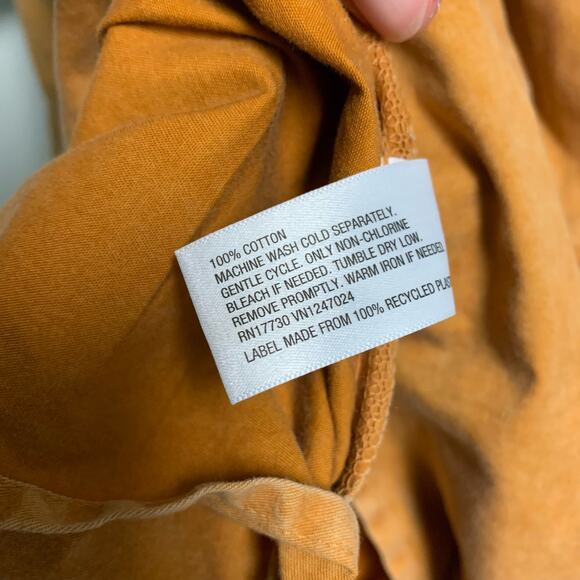 100% COTTON
MACHINE WASH COLD SEPARATELY.
GENTLE CYCLE. ONLY NON-CHLORINE
BLEACH IF NEEDED. TUMBLE DRY LOW.
REMOVE PROMPTLY. WARM IRON IF NEEDED.
RN17730 VN1247024
LABEL MADE FROM 100% RECYCLED PLAST